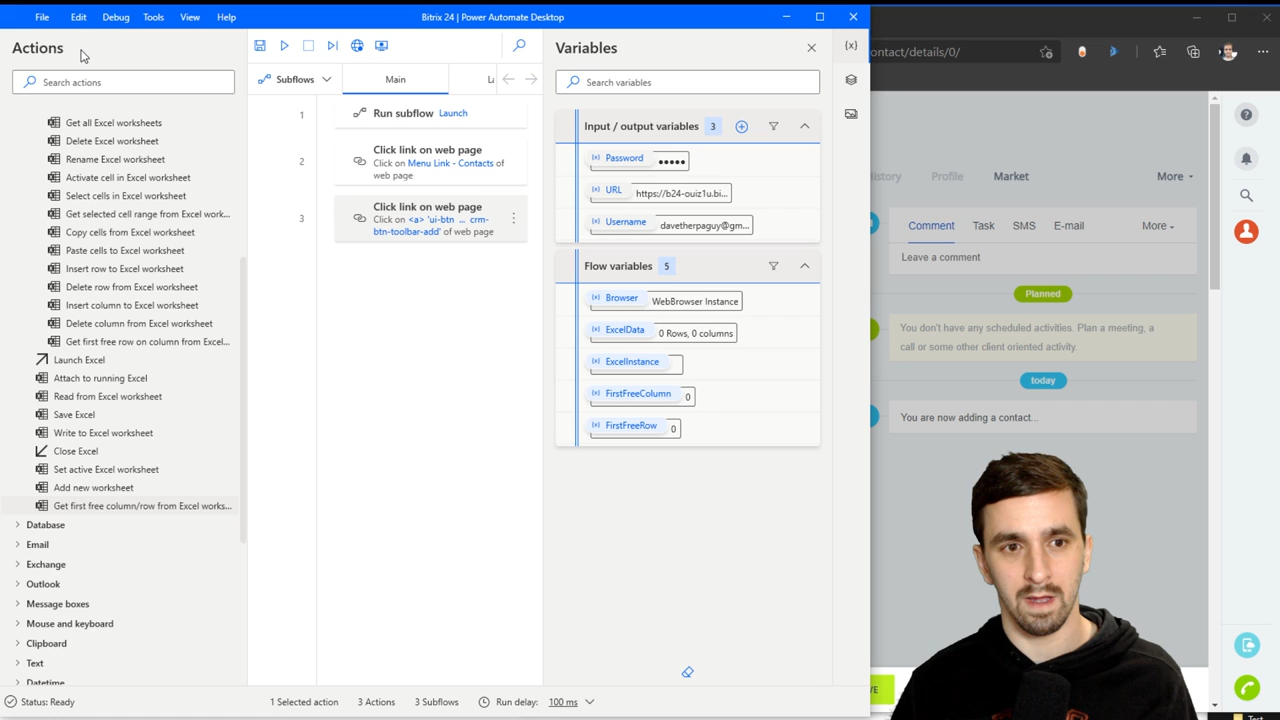 File Edit Debug Tools View Help
Bitrix 24 | Power Automate Desktop
Actions
Search actions
Get all Excel worksheets
Delete Excel worksheet
Rename Excel worksheet
Activate cell in Excel worksheet
Select cells in Excel worksheet
Get selected cell range from Excel work...
Copy cells from Excel worksheet
Paste cells to Excel worksheet
Insert row to Excel worksheet
Delete row from Excel worksheet
Insert column to Excel worksheet
Delete column from Excel worksheet
Get first free row on column from Excel...
Launch Excel
Attach to running Excel
Read from Excel worksheet
Save Excel
Write to Excel worksheet
Close Excel
Set active Excel worksheet
Add new worksheet
Get first free column/row from Excel works...
Database
Email
Exchange
Outlook
Message boxes
Mouse and keyboard
Clipboard
Text
Datetime
Subflows
Main
1
Run subflow Launch
2
Click link on web page
Click on Menu Link - Contacts of
web page
3
Click link on web page
Click on <a> 'ui-btn ... crm-
btn-toolbar-add' of web page
Variables
{x}
Search variables
Input / output variables 3
Password •••••
URL https://b24-ouiz1u.bi...
Username davetherpaguy@gm...
Flow variables 5
Browser WebBrowser Instance
ExcelData 0 Rows, 0 columns
ExcelInstance
FirstFreeColumn 0
FirstFreeRow 0
Status: Ready
1 Selected action
3 Actions
3 Subflows
Run delay: 100 ms
ontact/details/0/
History Profile Market More
Comment Task SMS E-mail More
Leave a comment
Planned
You don't have any scheduled activities. Plan a meeting, a
call or some other client oriented activity.
today
You are now adding a contact...
VE
Test